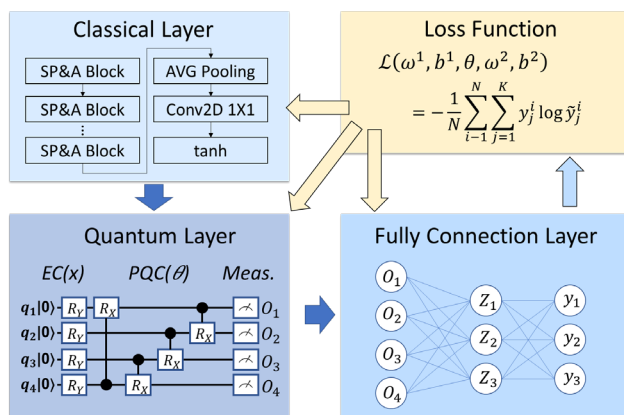 Classical Layer
SP&A Block
SP&A Block
⋮
SP&A Block
AVG Pooling
Conv2D 1X1
tanh
Loss Function
ℒ(ω¹, b¹, θ, ω², b²)
= −1/N ∑_{i−1}^{N} ∑_{j=1}^{K} y_j^i log ỹ_j^i
Quantum Layer
EC(x) PQC(θ) Meas.
q₁|0⟩ R_Y R_X O₁
q₂|0⟩ R_Y R_X O₂
q₃|0⟩ R_Y R_X O₃
q₄|0⟩ R_Y R_X O₄
Fully Connection Layer
O₁
O₂
O₃
O₄
Z₁
Z₂
Z₃
y₁
y₂
y₃